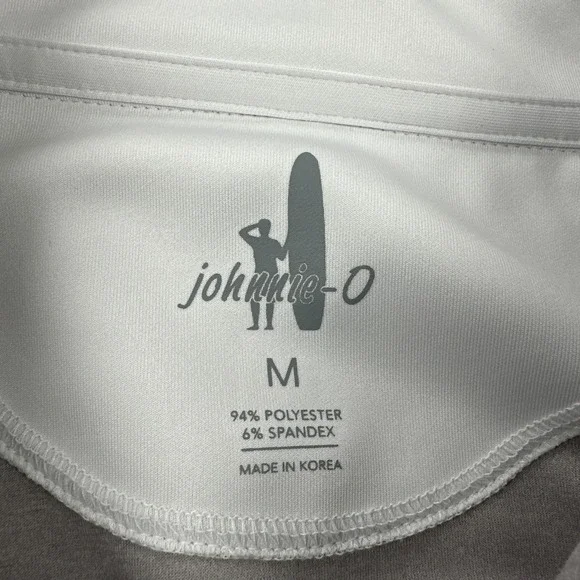 johnnie-O
M
94% POLYESTER
6% SPANDEX
MADE IN KOREA